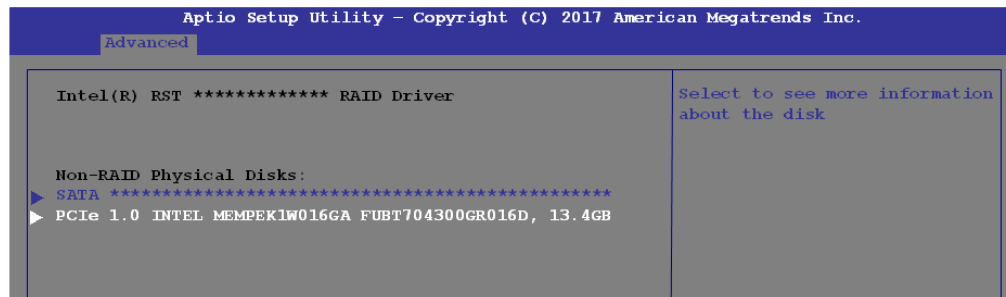 Aptio Setup Utility – Copyright (C) 2017 American Megatrends Inc.
Advanced
Intel(R) RST ************* RAID Driver
Non-RAID Physical Disks:
SATA ************************************************
PCIe 1.0 INTEL MEMPEK1W016GA FUBT704300GR016D, 13.4GB
Select to see more information
about the disk